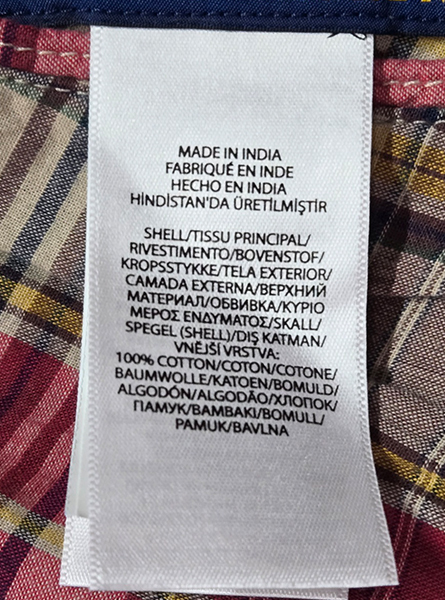 MADE IN INDIA
FABRIQUÉ EN INDE
HECHO EN INDIA
HİNDİSTAN'DA ÜRETİLMİŞTİR
SHELL/TISSU PRINCIPAL/
RIVESTIMENTO/BOVENSTOF/
KROPSSTYKKE/TELA EXTERIOR/
CAMADA EXTERNA/ВЕРХНИЙ
МАТЕРИАЛ/ОБВИВКА/ΚΥΡΙΟ
ΜΕΡΟΣ ΕΝΔΥΜΑΤΟΣ/SKALL/
SPEGEL (SHELL)/DIŞ KATMAN/
VNĚJŠÍ VRSTVA:
100% COTTON/COTON/COTONE/
BAUMWOLLE/KATOEN/BOMULD/
ALGODÓN/ALGODÃO/ХЛОПОК/
ПАМУК/ΒΑΜΒΑΚΙ/BOMULL/
PAMUK/BAVLNA